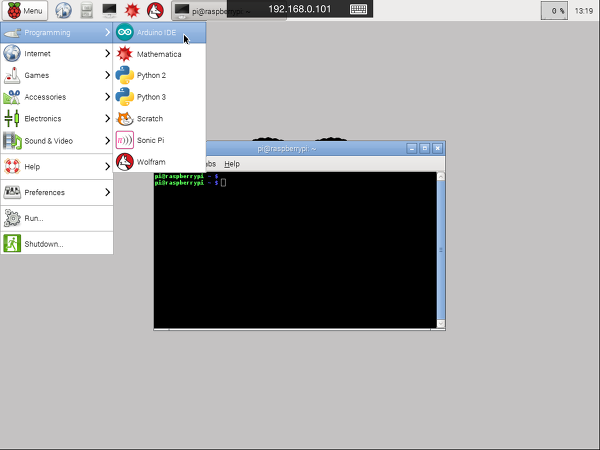 Menu
pi@raspberrypi: ~
192.168.0.101
0 %
13:19
Programming
Internet
Games
Accessories
Electronics
Sound & Video
Help
Preferences
Run...
Shutdown...
Arduino IDE
Mathematica
Python 2
Python 3
Scratch
Sonic Pi
Wolfram
pi@raspberrypi: ~
abs Help
pi@raspberrypi ~ $
pi@raspberrypi ~ $